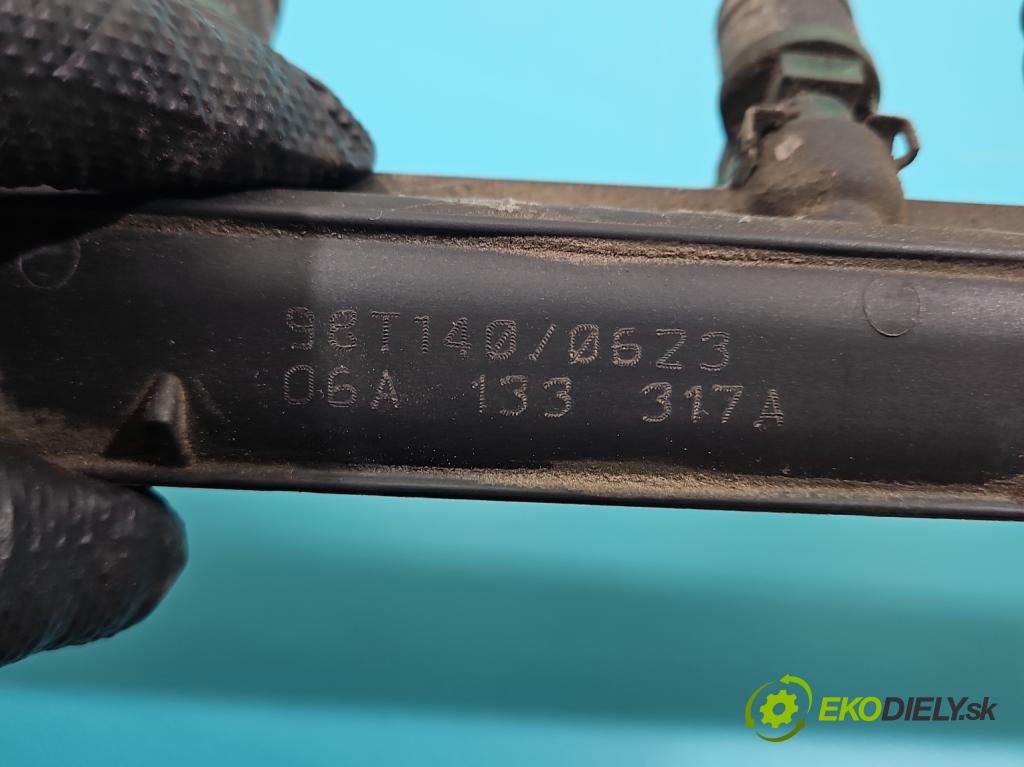 98T140/0623
06A 133 317A
EKODIELY.sk